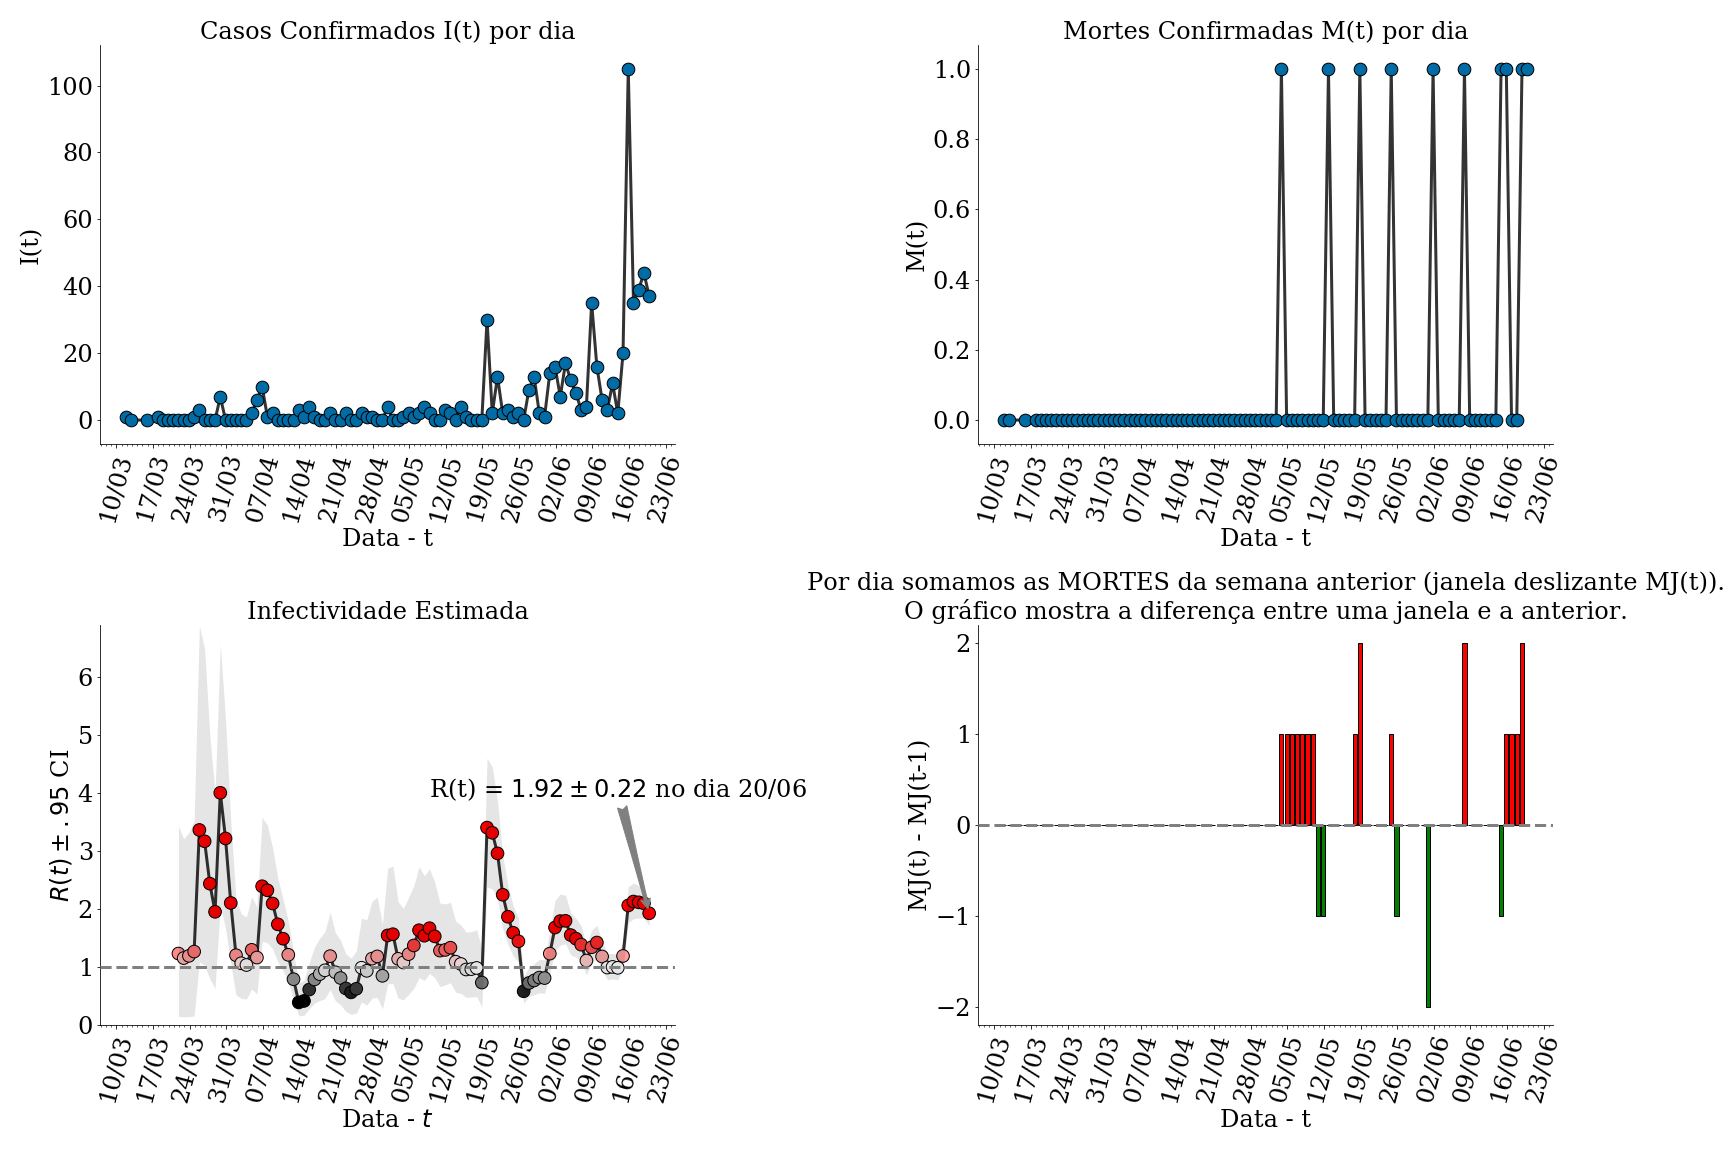 Casos Confirmados I(t) por dia
I(t)
100
80
60
40
20
0
10/03 17/03 24/03 31/03 07/04 14/04 21/04 28/04 05/05 12/05 19/05 26/05 02/06 09/06 16/06 23/06
Data - t
Mortes Confirmadas M(t) por dia
M(t)
1.0
0.8
0.6
0.4
0.2
0.0
10/03 17/03 24/03 31/03 07/04 14/04 21/04 28/04 05/05 12/05 19/05 26/05 02/06 09/06 16/06 23/06
Data - t
Infectividade Estimada
R(t) ± .95 CI
6
5
4
3
2
1
0
R(t) = 1.92 ± 0.22 no dia 20/06
10/03 17/03 24/03 31/03 07/04 14/04 21/04 28/04 05/05 12/05 19/05 26/05 02/06 09/06 16/06 23/06
Data - t
Por dia somamos as MORTES da semana anterior (janela deslizante MJ(t)).
O gráfico mostra a diferença entre uma janela e a anterior.
MJ(t) - MJ(t-1)
2
1
0
−1
−2
10/03 17/03 24/03 31/03 07/04 14/04 21/04 28/04 05/05 12/05 19/05 26/05 02/06 09/06 16/06 23/06
Data - t